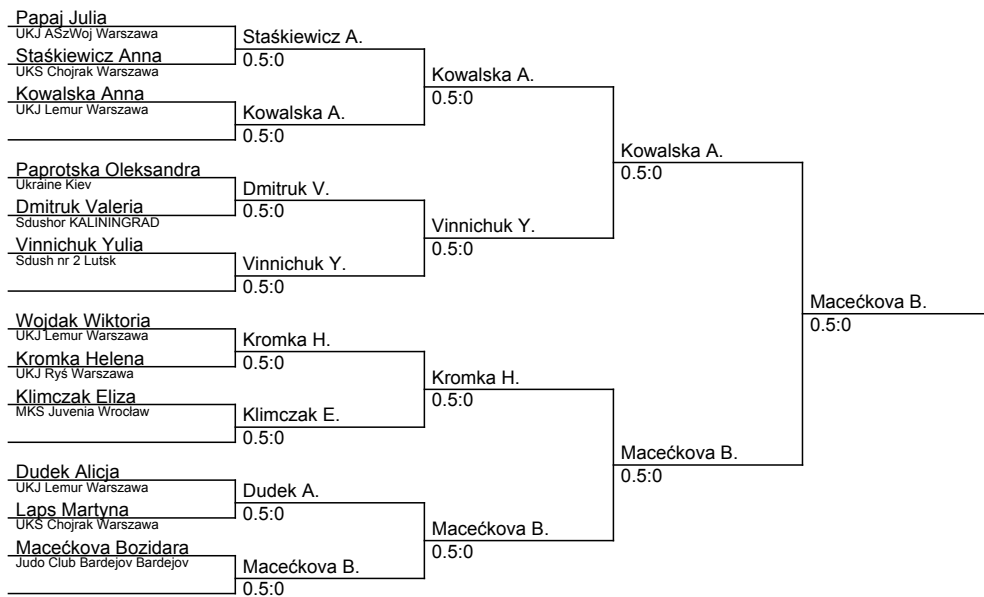 Papaj Julia
UKJ ASzWoj Warszawa
Staśkiewicz Anna
UKS Chojrak Warszawa
Kowalska Anna
UKJ Lemur Warszawa
Paprotska Oleksandra
Ukraine Kiev
Dmitruk Valeria
Sdushor KALININGRAD
Vinnichuk Yulia
Sdush nr 2 Lutsk
Wojdak Wiktoria
UKJ Lemur Warszawa
Kromka Helena
UKJ Ryś Warszawa
Klimczak Eliza
MKS Juvenia Wrocław
Dudek Alicja
UKJ Lemur Warszawa
Laps Martyna
UKS Chojrak Warszawa
Macećkova Bozidara
Judo Club Bardejov Bardejov
Staśkiewicz A.
0.5:0
Kowalska A.
0.5:0
Dmitruk V.
0.5:0
Vinnichuk Y.
0.5:0
Kromka H.
0.5:0
Klimczak E.
0.5:0
Dudek A.
0.5:0
Macećkova B.
0.5:0
Kowalska A.
0.5:0
Vinnichuk Y.
0.5:0
Kromka H.
0.5:0
Macećkova B.
0.5:0
Kowalska A.
0.5:0
Macećkova B.
0.5:0
Macećkova B.
0.5:0